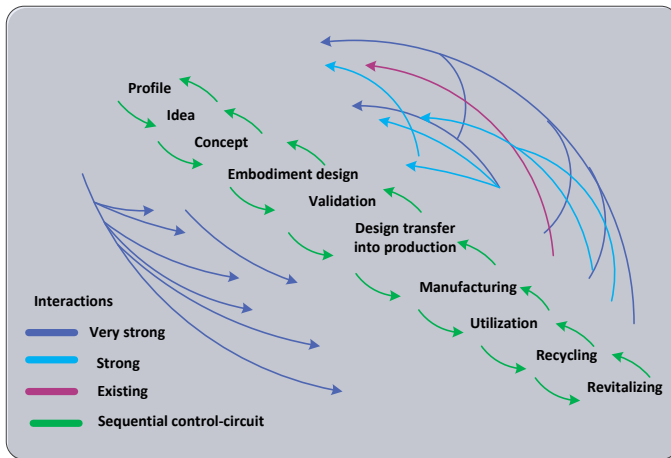 Profile
Idea
Concept
Embodiment design
Validation
Design transfer
into production
Manufacturing
Utilization
Recycling
Revitalizing
Interactions
Very strong
Strong
Existing
Sequential control-circuit